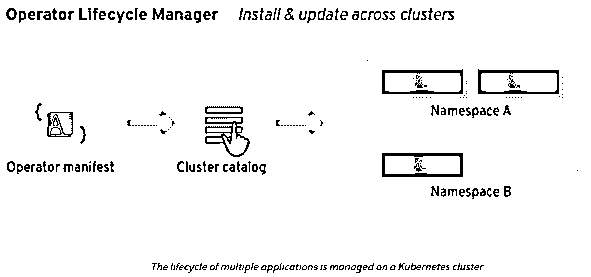 Operator Lifecycle Manager Install & update across clusters
Namespace A
Operator manifest
Cluster catalog
Namespace B
The lifecycle of multiple applications is managed on a Kubernetes cluster